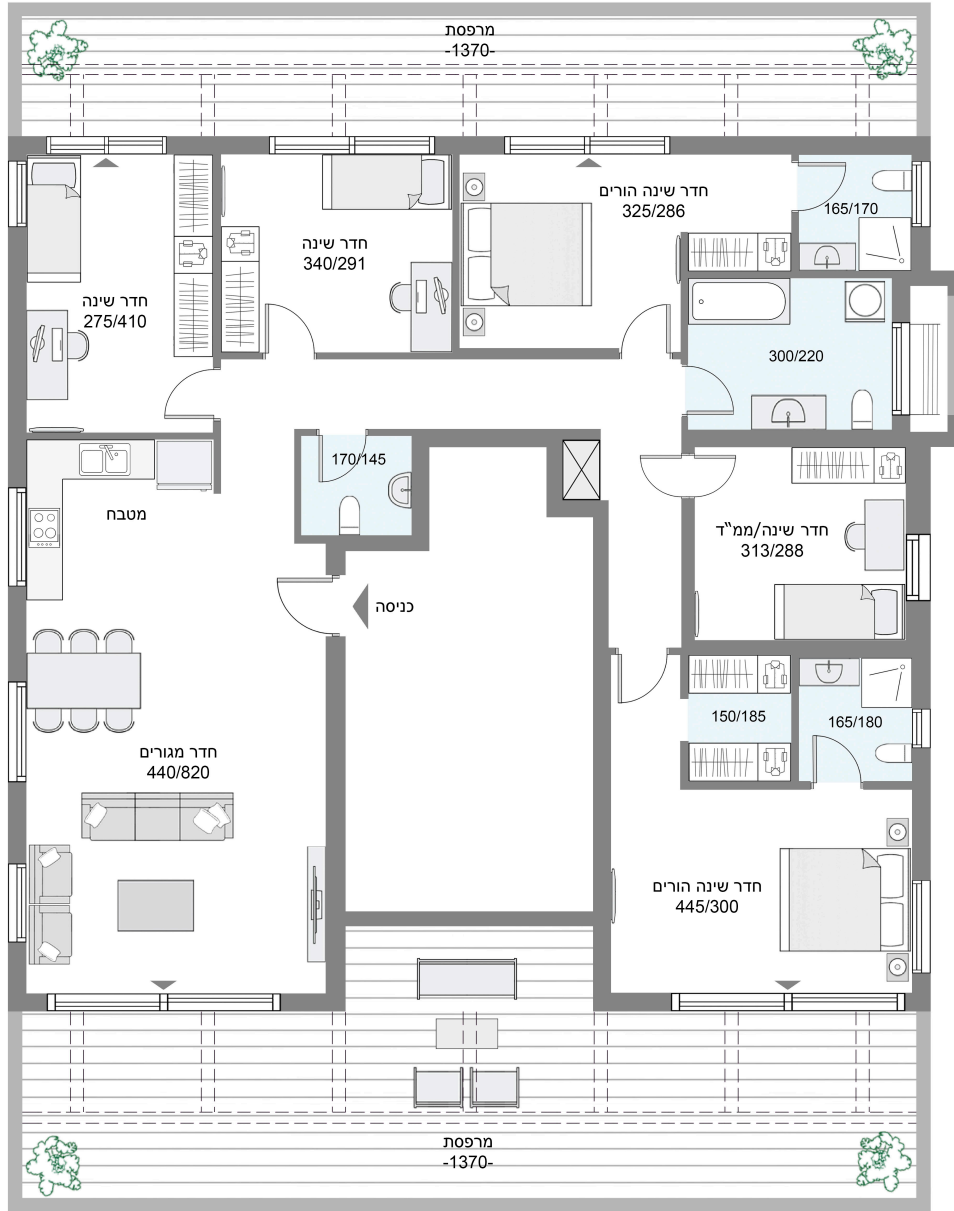 מרפסת
-1370-
חדר שינה הורים
325/286
165/170
חדר שינה
340/291
חדר שינה
275/410
300/220
170/145
מטבח
חדר שינה/ממ"ד
313/288
כניסה
150/185
165/180
חדר מגורים
440/820
חדר שינה הורים
445/300
מרפסת
-1370-